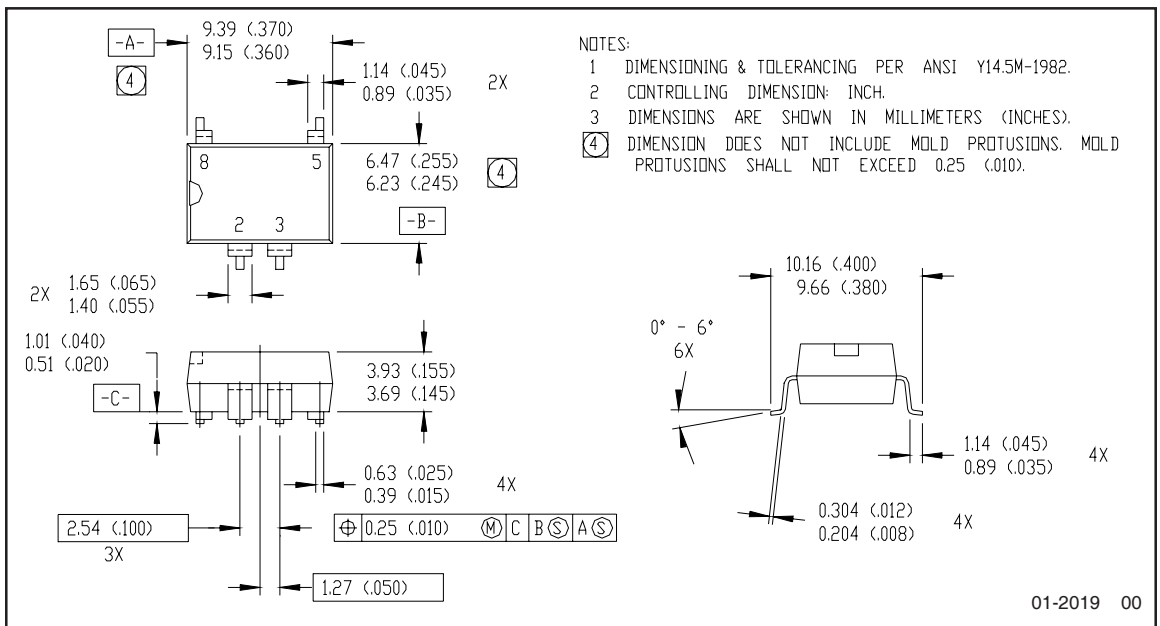 -A-
9.39 (.370)
9.15 (.360)
4
1.14 (.045)
0.89 (.035)
2X
8
5
6.47 (.255)
6.23 (.245)
4
2 3
-B-
2X
1.65 (.065)
1.40 (.055)
1.01 (.040)
0.51 (.020)
-C-
3.93 (.155)
3.69 (.145)
0.63 (.025)
0.39 (.015)
4X
2.54 (.100)
3X
⌖ 0.25 (.010) Ⓜ C B Ⓢ A Ⓢ
1.27 (.050)
NOTES:
1 DIMENSIONING & TOLERANCING PER ANSI Y14.5M-1982.
2 CONTROLLING DIMENSION: INCH.
3 DIMENSIONS ARE SHOWN IN MILLIMETERS (INCHES).
4 DIMENSION DOES NOT INCLUDE MOLD PROTUSIONS. MOLD
PROTUSIONS SHALL NOT EXCEED 0.25 (.010).
10.16 (.400)
9.66 (.380)
0° - 6°
6X
1.14 (.045)
0.89 (.035)
4X
0.304 (.012)
0.204 (.008)
4X
01-2019 00